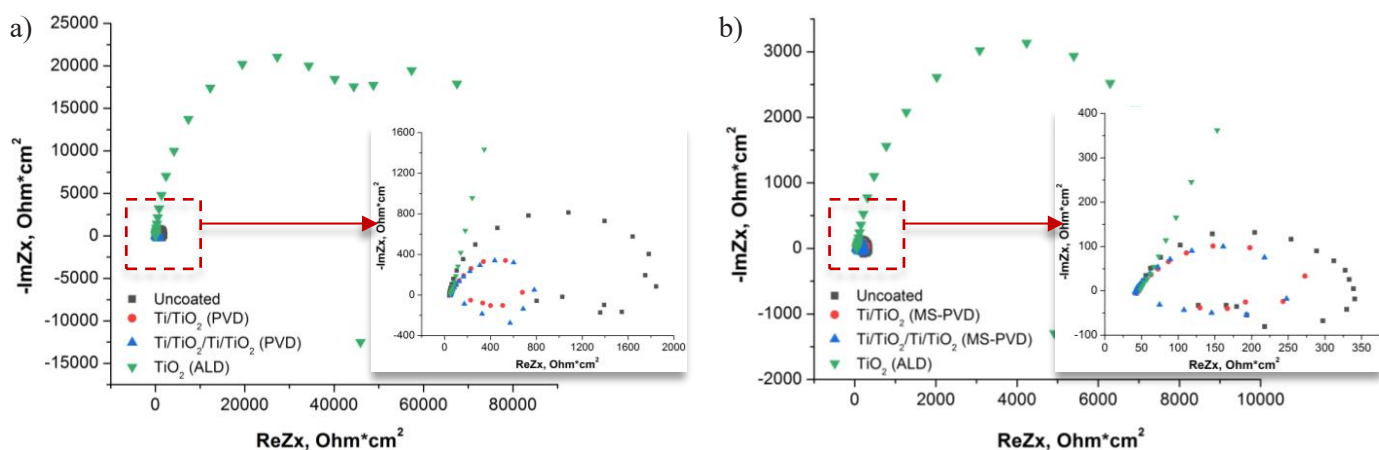 a)
25000
20000
15000
10000
5000
0
-5000
-10000
-12500
-ImZx, Ohm*cm²
0
20000
40000
60000
80000
ReZx, Ohm*cm²
Uncoated
Ti/TiO₂ (PVD)
Ti/TiO₂/Ti/TiO₂ (PVD)
TiO₂ (ALD)
1600
1200
800
400
0
-400
-ImZx, Ohm*cm²
0
400
800
1200
1600
2000
ReZx, Ohm*cm²
b)
3000
2000
1000
0
-1000
-2000
-ImZx, Ohm*cm²
0
2000
4000
6000
8000
10000
ReZx, Ohm*cm²
Uncoated
Ti/TiO₂ (MS-PVD)
Ti/TiO₂/Ti/TiO₂ (MS-PVD)
TiO₂ (ALD)
400
300
200
100
0
-100
-ImZx, Ohm*cm²
0
50
100
150
200
250
300
350
ReZx, Ohm*cm²